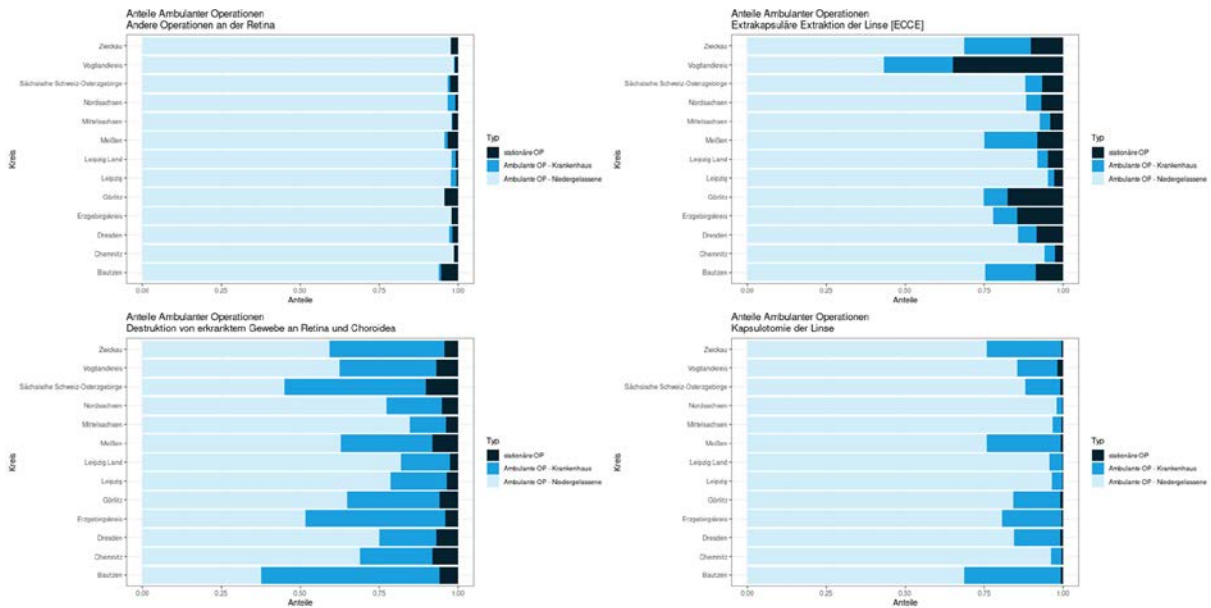 Anteile Ambulanter Operationen
Andere Operationen an der Retina
Kreis
Zwickau
Vogtlandkreis
Sächsische Schweiz-Osterzgebirge
Nordsachsen
Mittelsachsen
Meißen
Leipzig Land
Leipzig
Görlitz
Erzgebirgskreis
Dresden
Chemnitz
Bautzen
0.00 0.25 0.50 0.75 1.00
Anteile
Typ
stationäre OP
Ambulante OP - Krankenhaus
Ambulante OP - Niedergelassene
Anteile Ambulanter Operationen
Extrakapsuläre Extraktion der Linse [ECCE]
Kreis
Zwickau
Vogtlandkreis
Sächsische Schweiz-Osterzgebirge
Nordsachsen
Mittelsachsen
Meißen
Leipzig Land
Leipzig
Görlitz
Erzgebirgskreis
Dresden
Chemnitz
Bautzen
0.00 0.25 0.50 0.75 1.00
Anteile
Typ
stationäre OP
Ambulante OP - Krankenhaus
Ambulante OP - Niedergelassene
Anteile Ambulanter Operationen
Destruktion von erkranktem Gewebe an Retina und Choroidea
Kreis
Zwickau
Vogtlandkreis
Sächsische Schweiz-Osterzgebirge
Nordsachsen
Mittelsachsen
Meißen
Leipzig Land
Leipzig
Görlitz
Erzgebirgskreis
Dresden
Chemnitz
Bautzen
0.00 0.25 0.50 0.75 1.00
Anteile
Typ
stationäre OP
Ambulante OP - Krankenhaus
Ambulante OP - Niedergelassene
Anteile Ambulanter Operationen
Kapsulotomie der Linse
Kreis
Zwickau
Vogtlandkreis
Sächsische Schweiz-Osterzgebirge
Nordsachsen
Mittelsachsen
Meißen
Leipzig Land
Leipzig
Görlitz
Erzgebirgskreis
Dresden
Chemnitz
Bautzen
0.00 0.25 0.50 0.75 1.00
Anteile
Typ
stationäre OP
Ambulante OP - Krankenhaus
Ambulante OP - Niedergelassene